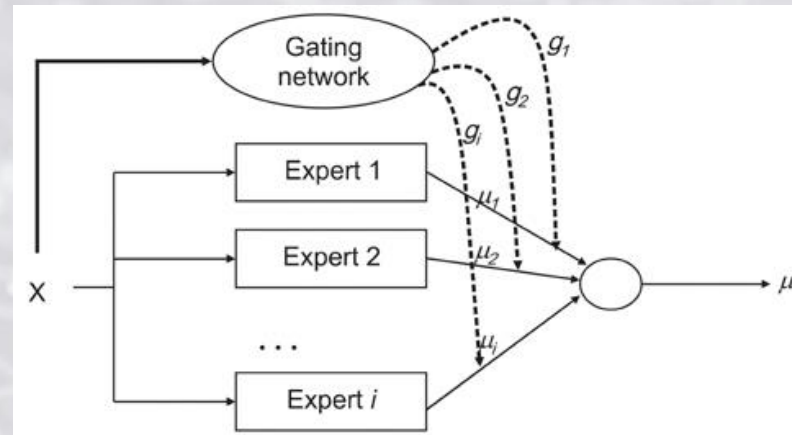 Gating
network
g₁
g₂
gᵢ
Expert 1
μ₁
Expert 2
μ₂
X
μ
...
μᵢ
Expert i